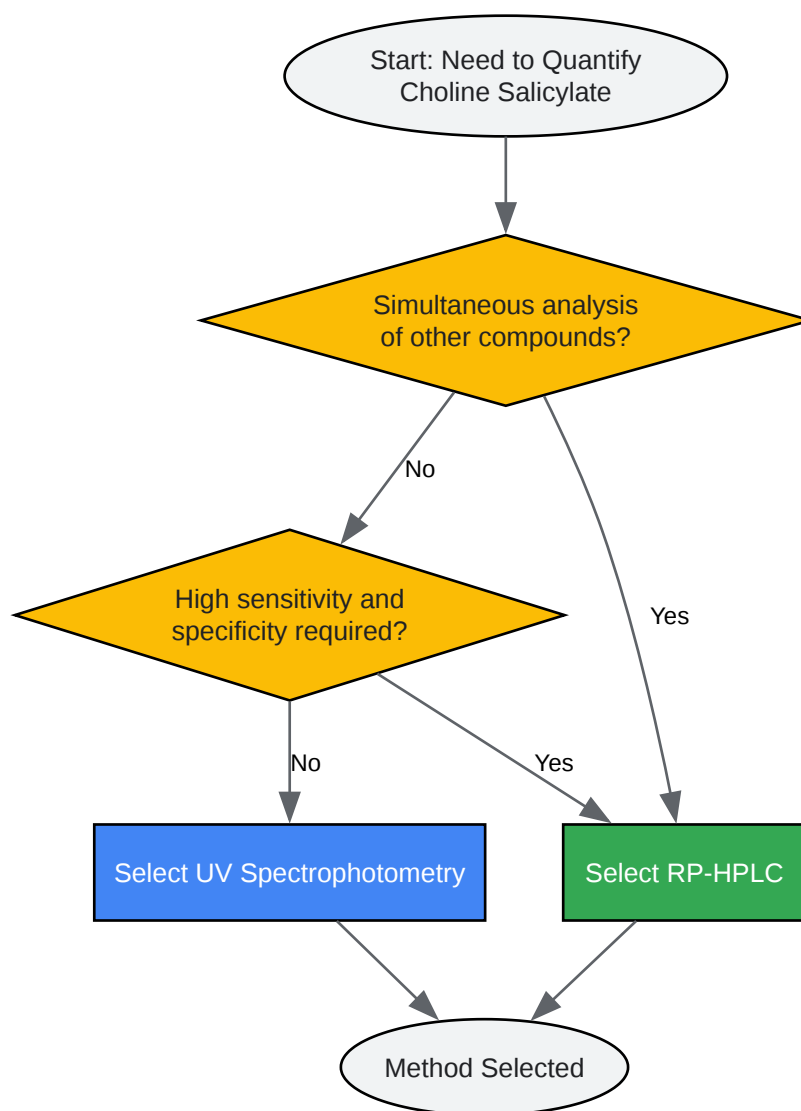 Start: Need to Quantify
Choline Salicylate
Simultaneous analysis
of other compounds?
No
High sensitivity and
specificity required?
Yes
No
Yes
Select UV Spectrophotometry
Select RP-HPLC
Method Selected